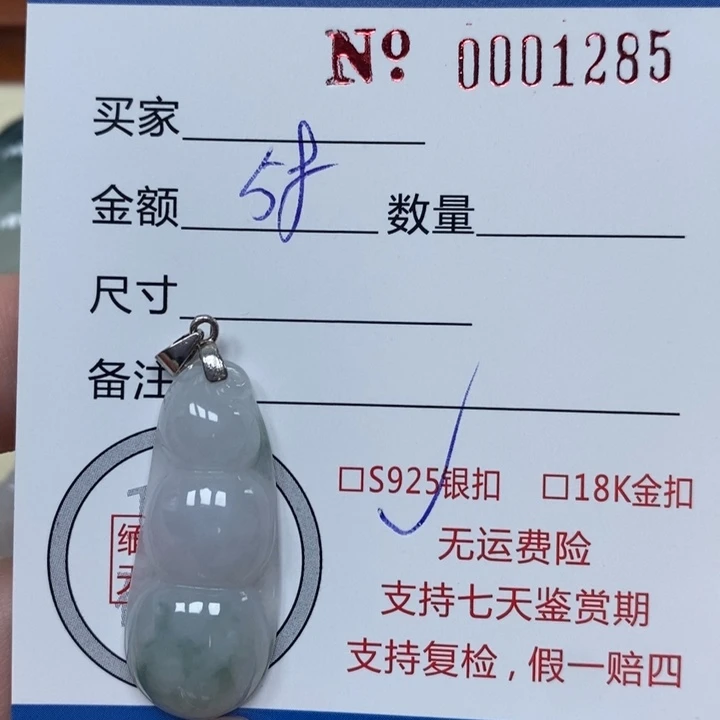 № 0001285
买家
金额 数量
尺寸
备注
□S925银扣 □18K金扣
无运费险
支持七天鉴赏期
支持复检,假一赔四
缅